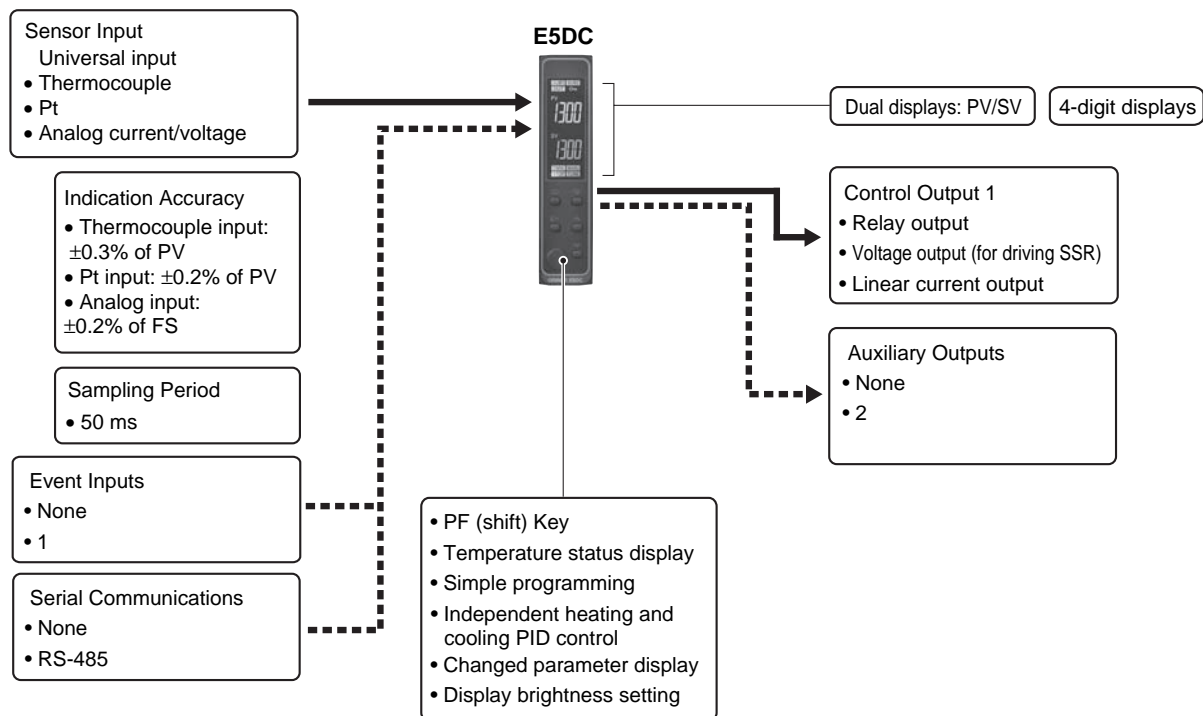 Sensor Input
Universal input
• Thermocouple
• Pt
• Analog current/voltage
Indication Accuracy
• Thermocouple input:
±0.3% of PV
• Pt input: ±0.2% of PV
• Analog input:
±0.2% of FS
Sampling Period
• 50 ms
Event Inputs
• None
• 1
Serial Communications
• None
• RS-485
E5DC
PV
1300
SV
1300
• PF (shift) Key
• Temperature status display
• Simple programming
• Independent heating and
cooling PID control
• Changed parameter display
• Display brightness setting
Dual displays: PV/SV
4-digit displays
Control Output 1
• Relay output
• Voltage output (for driving SSR)
• Linear current output
Auxiliary Outputs
• None
• 2